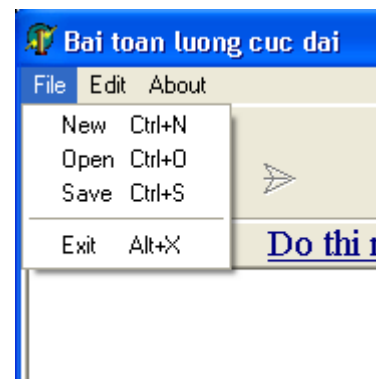 Bai toan luong cuc dai
File Edit About
New Ctrl+N
Open Ctrl+O
Save Ctrl+S
Exit Alt+X
Do thi